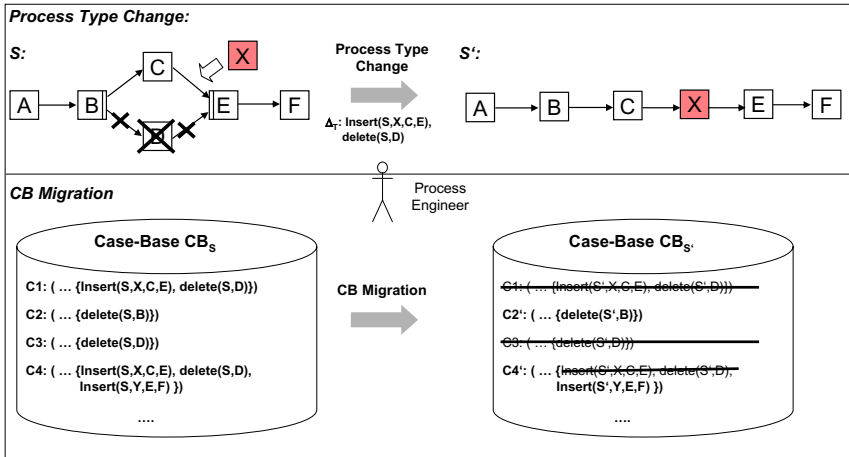 Process Type Change:
S:
X
Process Type
Change
S‘:
C
A
B
E
F
D
ΔT: Insert(S,X,C,E),
delete(S,D)
A
B
C
X
E
F
CB Migration
Process
Engineer
Case-Base CBS
C1: ( … {Insert(S,X,C,E), delete(S,D)})
C2: ( … {delete(S,B)})
C3: ( … {delete(S,D)})
C4: ( … {Insert(S,X,C,E), delete(S,D),
Insert(S,Y,E,F) })
….
CB Migration
Case-Base CBS‘
C1: ( … {Insert(S‘,X,C,E), delete(S‘,D)})
C2‘: ( … {delete(S‘,B)})
C3: ( … {delete(S‘,D)})
C4‘: ( … {Insert(S‘,X,C,E), delete(S‘,D),
Insert(S‘,Y,E,F) })
….